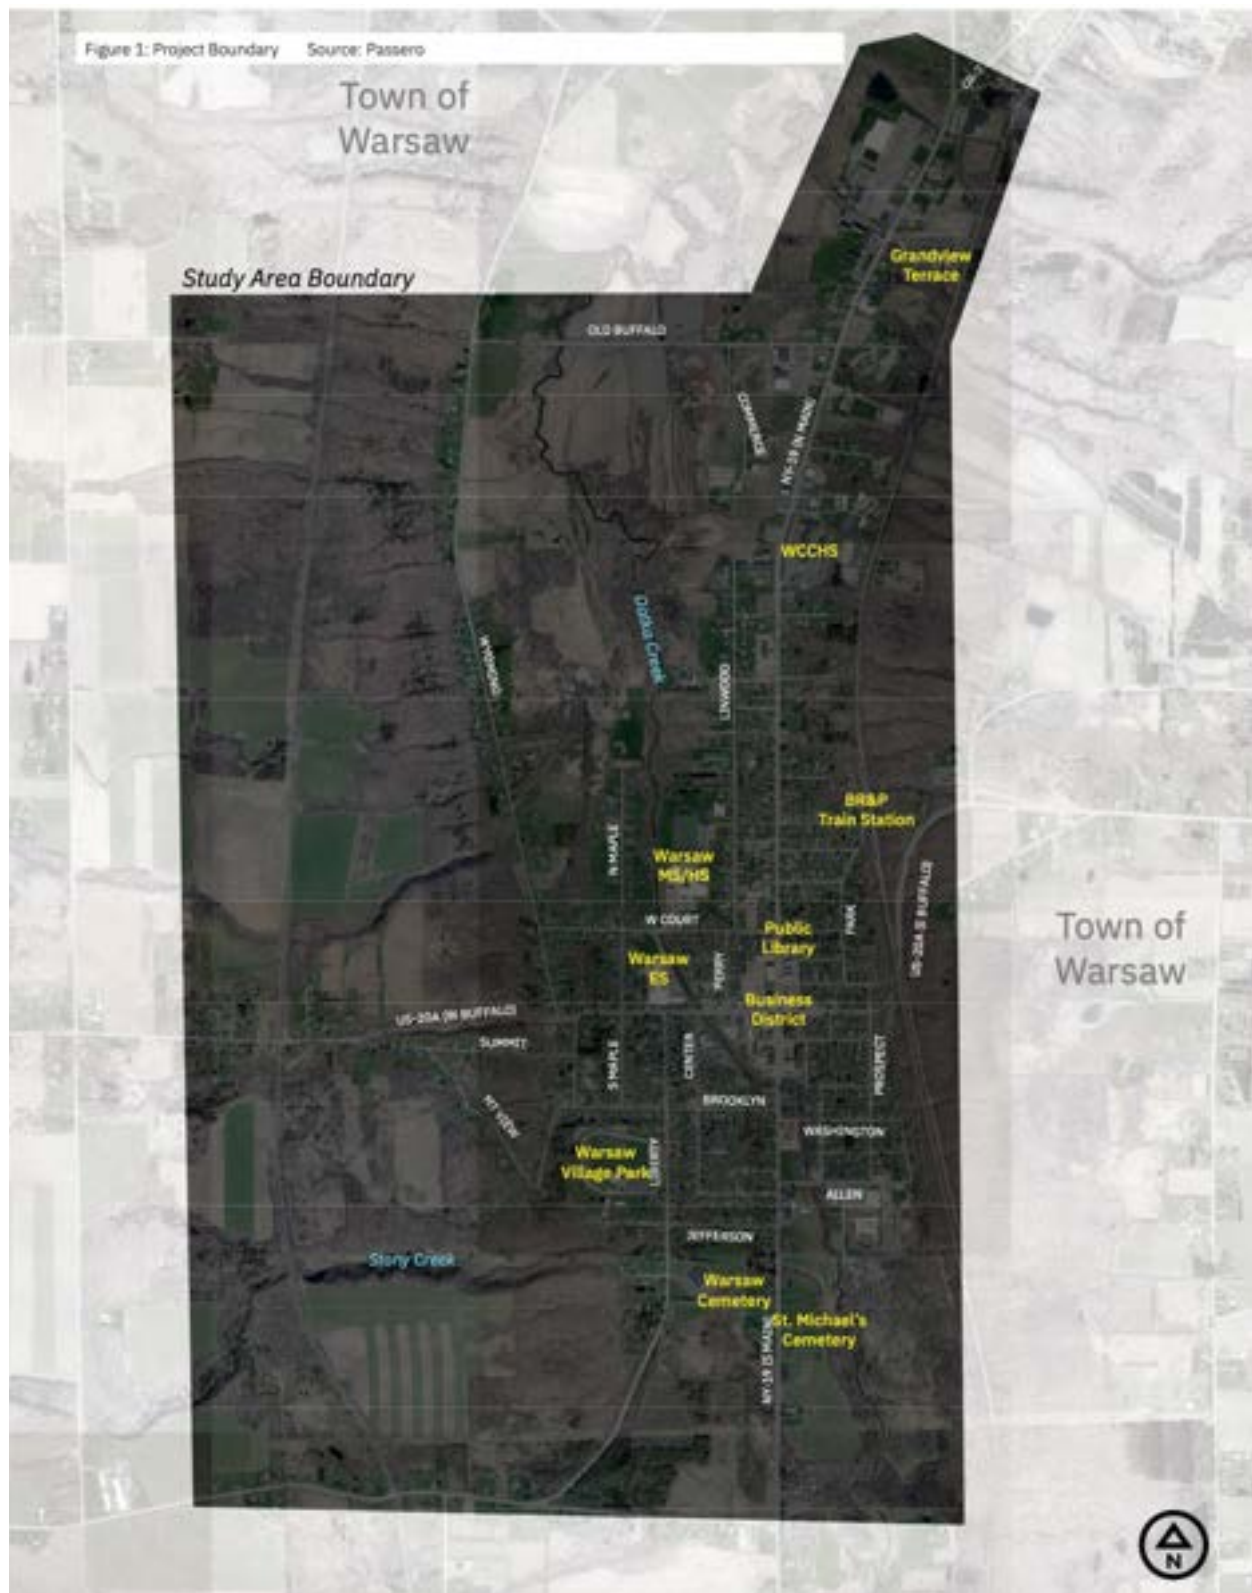 Figure 1: Project Boundary Source: Passero
Town of
Warsaw
Study Area Boundary
Grandview
Terrace
OLD BUFFALO
COMMERCE
NY-19 (N MAIN)
WCCHS
Oatka Creek
LINWOOD
BR&P
Train Station
N MAPLE
Warsaw
MS/HS
US-20A (E BUFFALO)
W COURT
PARK
Public
Library
Town of
Warsaw
Warsaw
ES
PERRY
Business
District
US-20A (W BUFFALO)
SUMMIT
S MAPLE
CENTER
PROSPECT
MT VIEW
BROOKLYN
WASHINGTON
Warsaw
Village Park
LIBERTY
ALLEN
JEFFERSON
Stony Creek
Warsaw
Cemetery
St. Michael's
Cemetery
NY-19 (S MAIN)
N